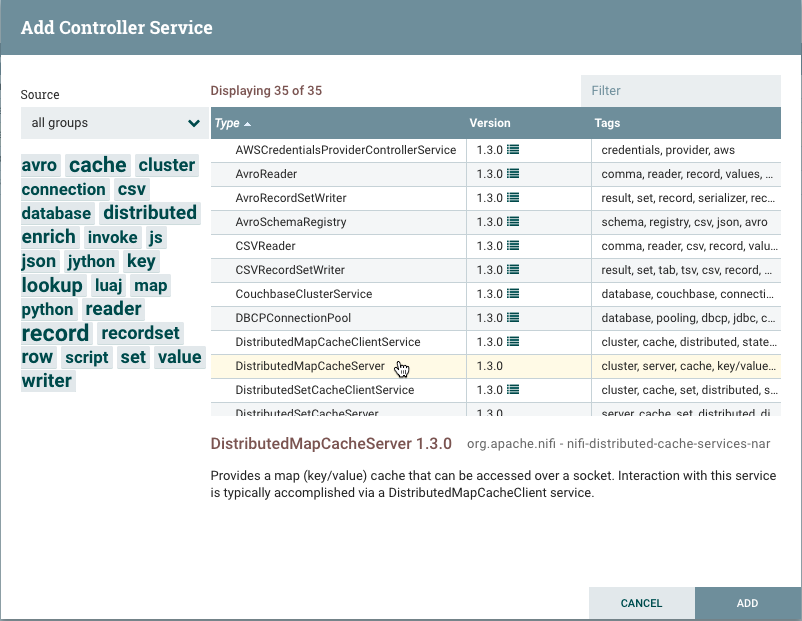 Add Controller Service
Source
all groups
avro cache cluster
connection csv
database distributed
enrich invoke js
json jython key
lookup luaj map
python reader
record recordset
row script set value
writer
Displaying 35 of 35
Filter
Type Version Tags
AWSCredentialsProviderControllerService 1.3.0 credentials, provider, aws
AvroReader 1.3.0 comma, reader, record, values, ...
AvroRecordSetWriter 1.3.0 result, set, record, serializer, rec...
AvroSchemaRegistry 1.3.0 schema, registry, csv, json, avro
CSVReader 1.3.0 comma, reader, csv, record, valu...
CSVRecordSetWriter 1.3.0 result, set, tab, tsv, csv, record, ...
CouchbaseClusterService 1.3.0 database, couchbase, connecti...
DBCPConnectionPool 1.3.0 database, pooling, dbcp, jdbc, c...
DistributedMapCacheClientService 1.3.0 cluster, cache, distributed, state...
DistributedMapCacheServer 1.3.0 cluster, server, cache, key/value...
DistributedSetCacheClientService 1.3.0 cluster, cache, set, distributed, s...
DistributedSetCacheServer 1.3.0 server, cache, set, distributed, di...
DistributedMapCacheServer 1.3.0 org.apache.nifi - nifi-distributed-cache-services-nar
Provides a map (key/value) cache that can be accessed over a socket. Interaction with this service
is typically accomplished via a DistributedMapCacheClient service.
CANCEL ADD